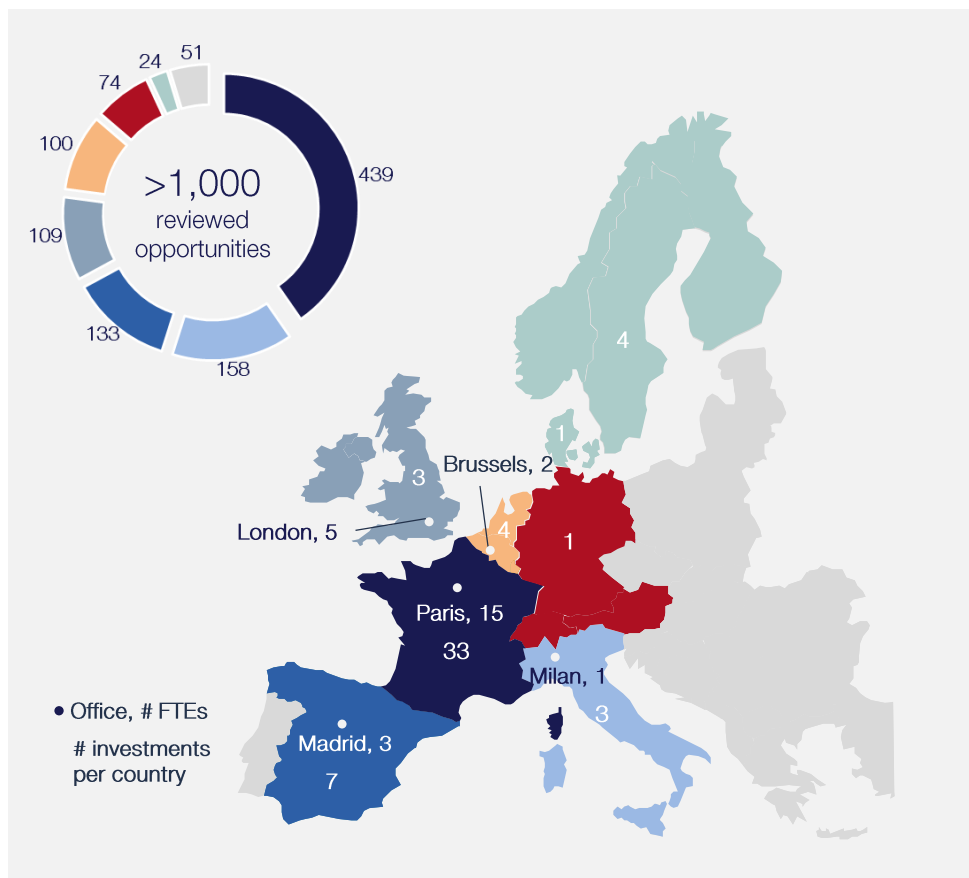 51
24
74
100
439
>1,000
reviewed
opportunities
109
133
158
4
1
Brussels, 2
3
London, 5
4
1
Paris, 15
33
Milan, 1
3
Office, # FTEs
# investments
per country
Madrid, 3
7